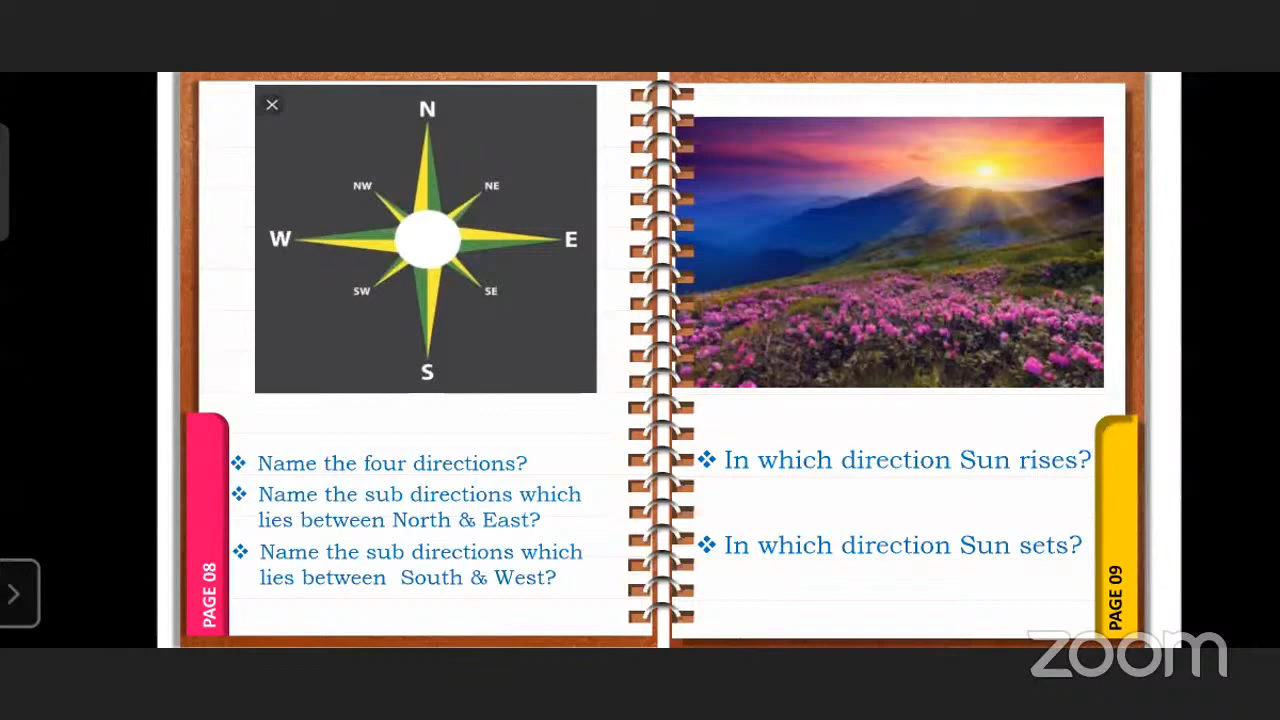 N
NW
NE
W
E
SW
SE
S
Name the four directions?
Name the sub directions which
lies between North & East?
Name the sub directions which
lies between South & West?
PAGE 08
In which direction Sun rises?
In which direction Sun sets?
PAGE 09
zoom